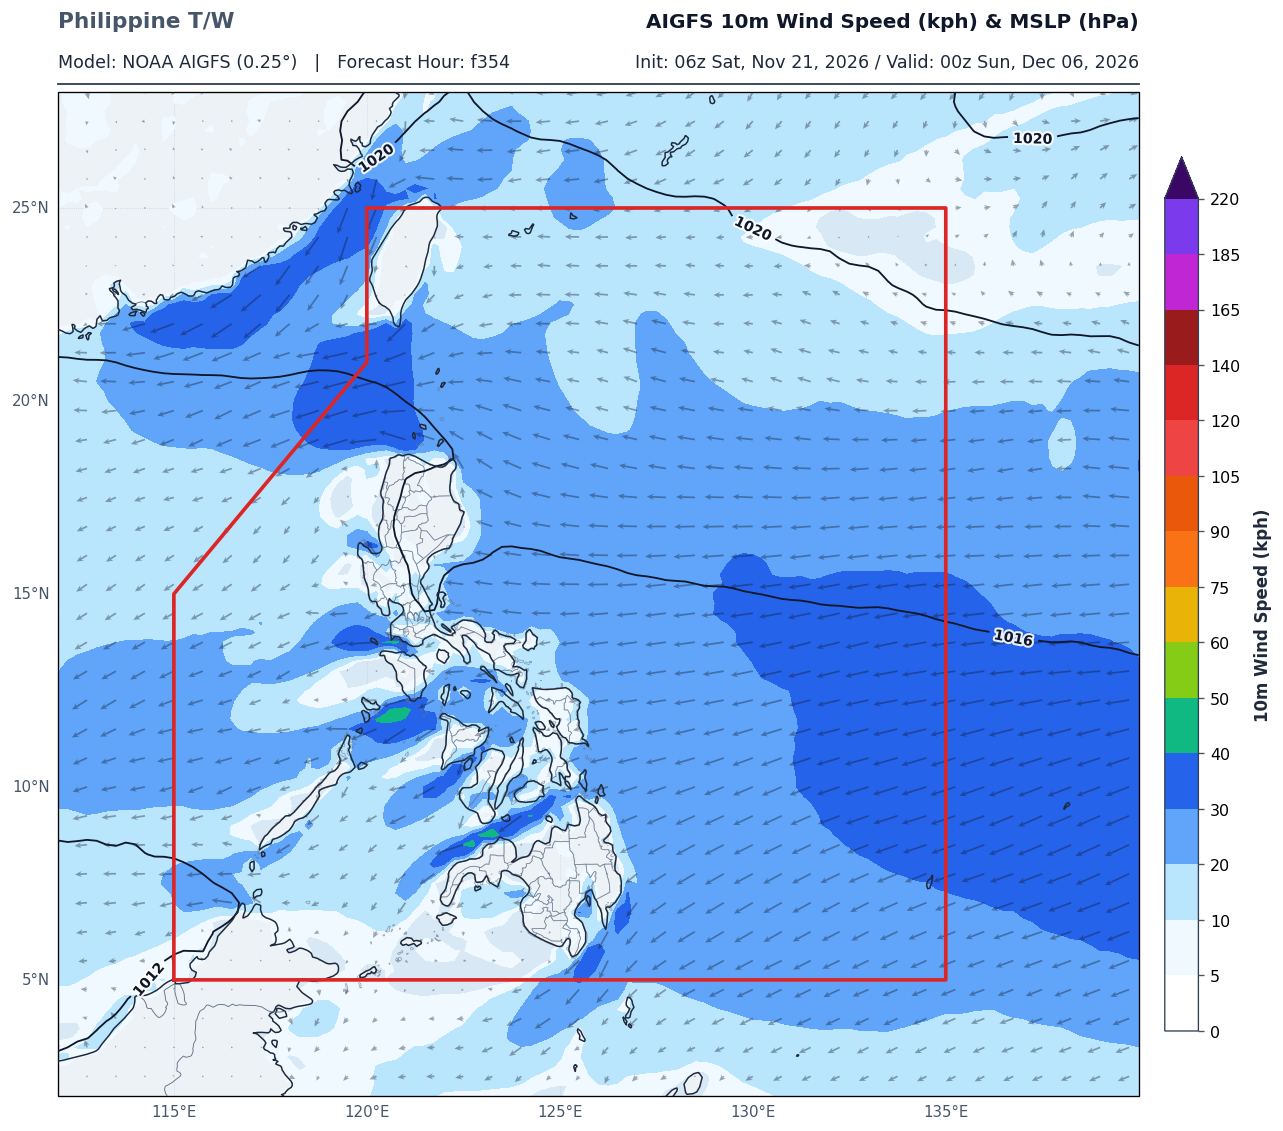 Philippine T/W
AIGFS 10m Wind Speed (kph) & MSLP (hPa)
Model: NOAA AIGFS (0.25°) | Forecast Hour: f354
Init: 06z Sat, Nov 21, 2026 / Valid: 00z Sun, Dec 06, 2026
1020
1020
1020
1016
1012
25°N
20°N
15°N
10°N
5°N
115°E
120°E
125°E
130°E
135°E
220
185
165
140
120
105
90
75
60
50
40
30
20
10
5
0
10m Wind Speed (kph)